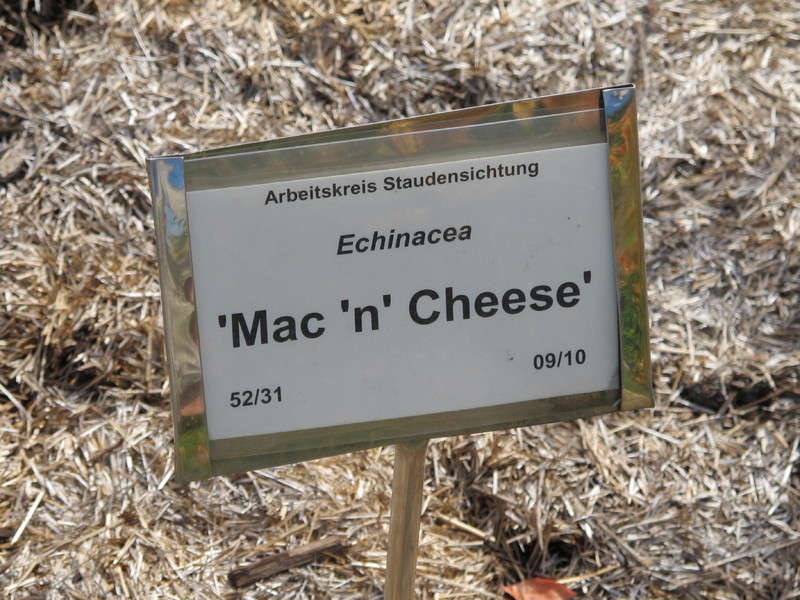 Arbeitskreis Staudensichtung
Echinacea
'Mac 'n' Cheese'
52/31 09/10